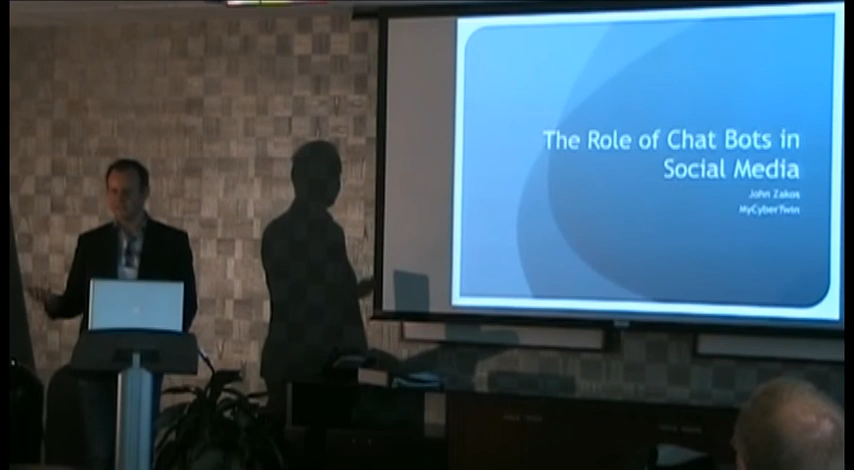 The Role of Chat Bots in
Social Media
John Zakos
MyCyberTwin